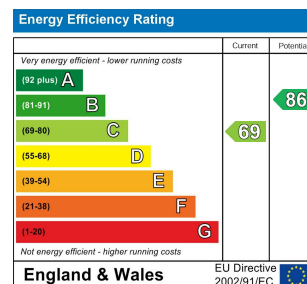 Energy Efficiency Rating
Current Potentia
Very energy efficient - lower running costs
(92 plus) A
(81-91) B
86
(69-80) C
69
(55-68) D
(39-54) E
(21-38) F
(1-20) G
Not energy efficient - higher running costs
England & Wales
EU Directive
2002/91/EC